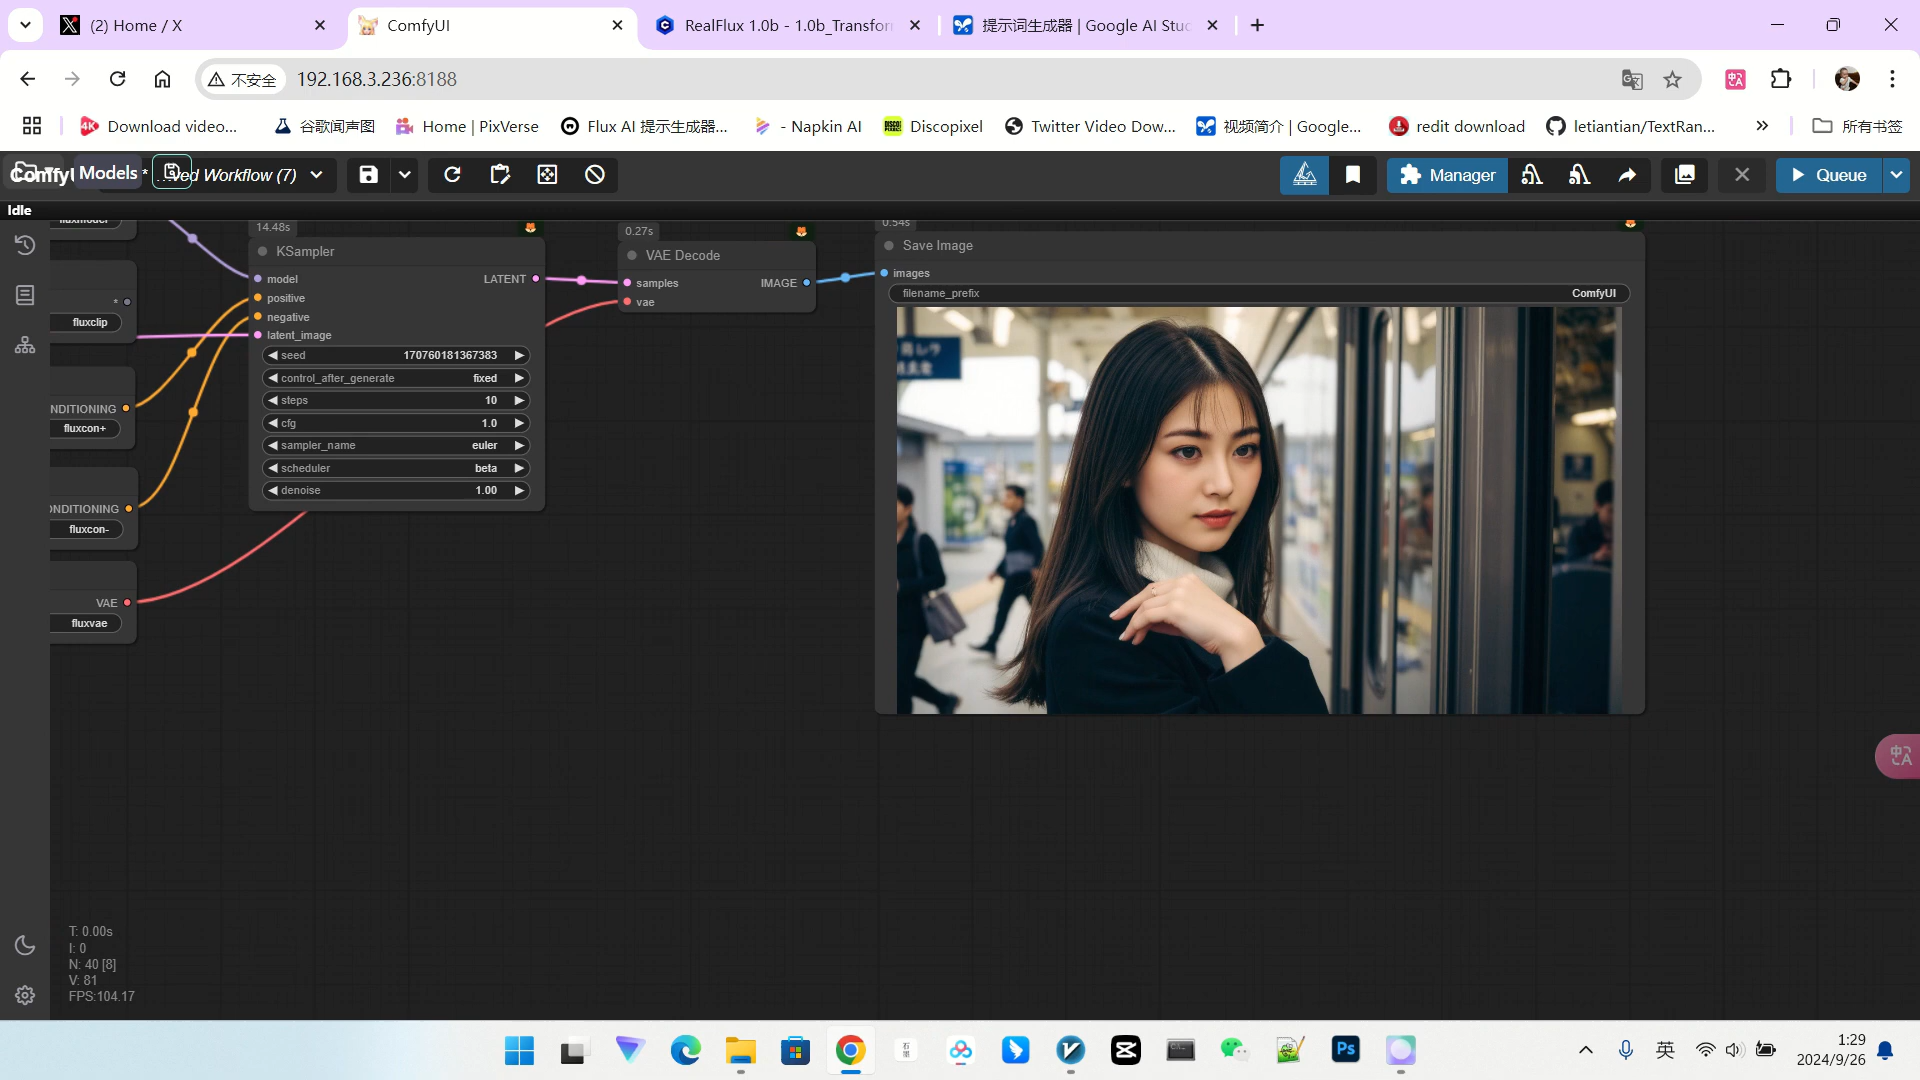 (2) Home / X
ComfyUI
RealFlux 1.0b - 1.0b_Transfor
提示词生成器 | Google AI Stud
不安全
192.168.3.236:8188
Download video...
谷歌闻声图
Home | PixVerse
Flux AI 提示生成器...
- Napkin AI
Discopixel
Twitter Video Dow...
视频简介 | Google...
redit download
letiantian/TextRan...
所有书签
Models
* ...ved Workflow (7)
Manager
Queue
Idle
14.48s
0.27s
0.54s
KSampler
VAE Decode
Save Image
model
LATENT
samples
IMAGE
images
positive
vae
filename_prefix
ComfyUI
negative
latent_image
*
fluxclip
seed
170760181367383
control_after_generate
fixed
steps
10
cfg
1.0
sampler_name
euler
scheduler
beta
denoise
1.00
NDITIONING
fluxcon+
ONDITIONING
fluxcon-
VAE
fluxvae
T: 0.00s
I: 0
N: 40 [8]
V: 81
FPS:104.17
Ps
英
1:29
2024/9/26